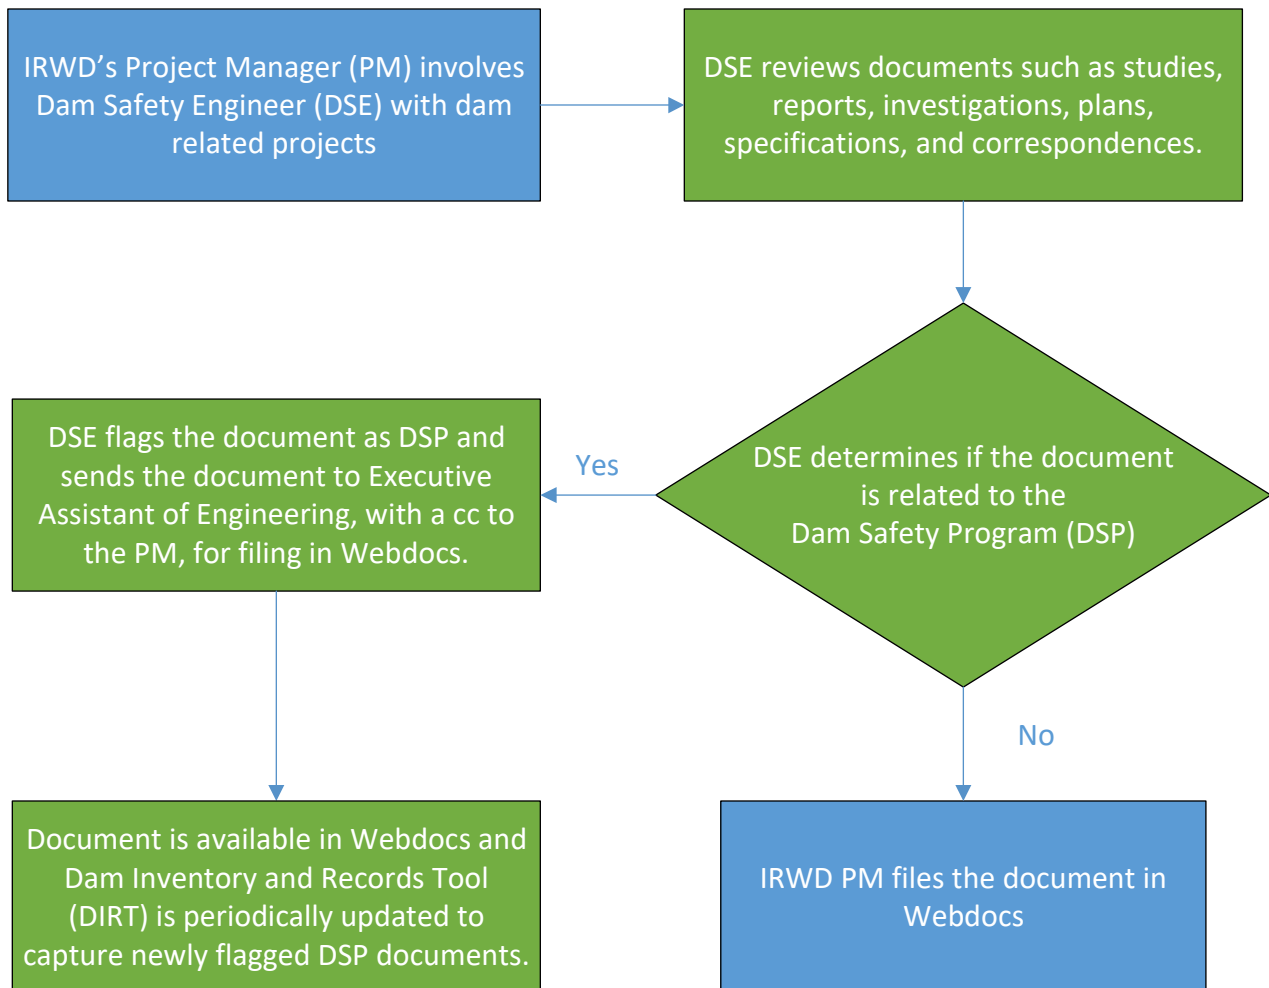 IRWD’s Project Manager (PM) involves
Dam Safety Engineer (DSE) with dam
related projects
DSE reviews documents such as studies,
reports, investigations, plans,
specifications, and correspondences.
DSE determines if the document
is related to the
Dam Safety Program (DSP)
Yes
DSE flags the document as DSP and
sends the document to Executive
Assistant of Engineering, with a cc to
the PM, for filing in Webdocs.
No
Document is available in Webdocs and
Dam Inventory and Records Tool
(DIRT) is periodically updated to
capture newly flagged DSP documents.
IRWD PM files the document in
Webdocs